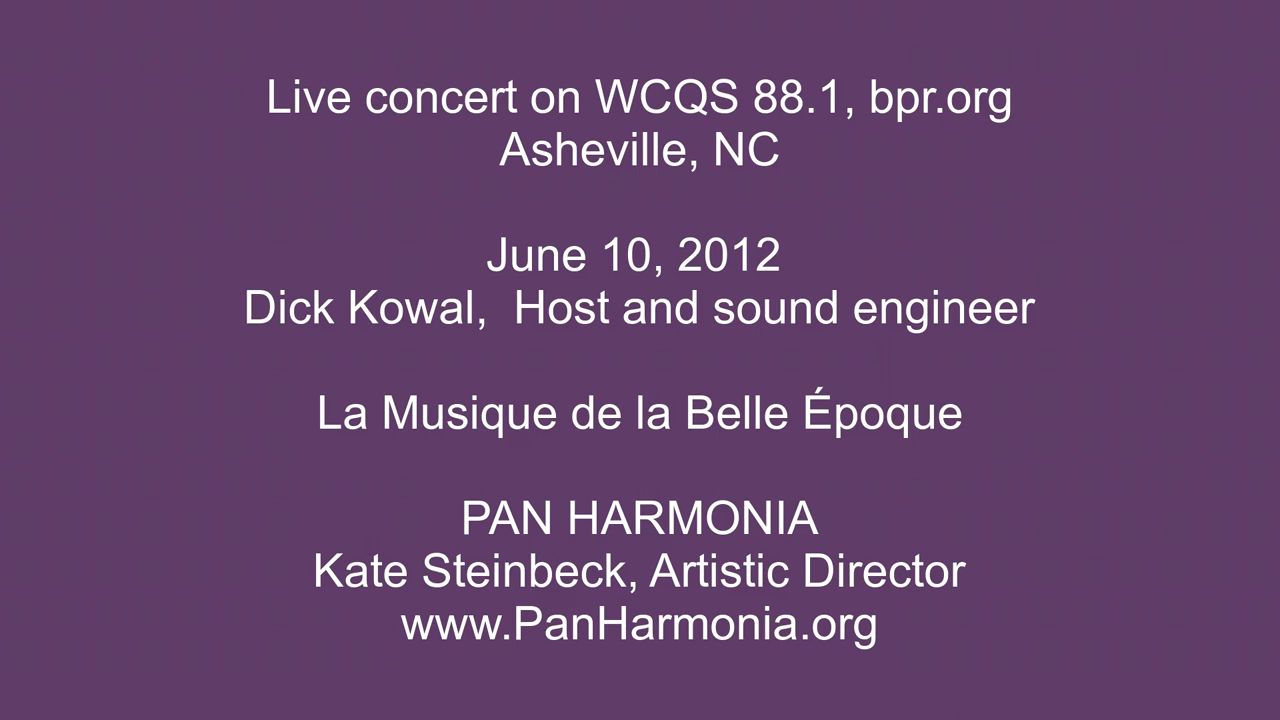 Live concert on WCQS 88.1, bpr.org
Asheville, NC
June 10, 2012
Dick Kowal,  Host and sound engineer
La Musique de la Belle Époque
PAN HARMONIA
Kate Steinbeck, Artistic Director
www.PanHarmonia.org